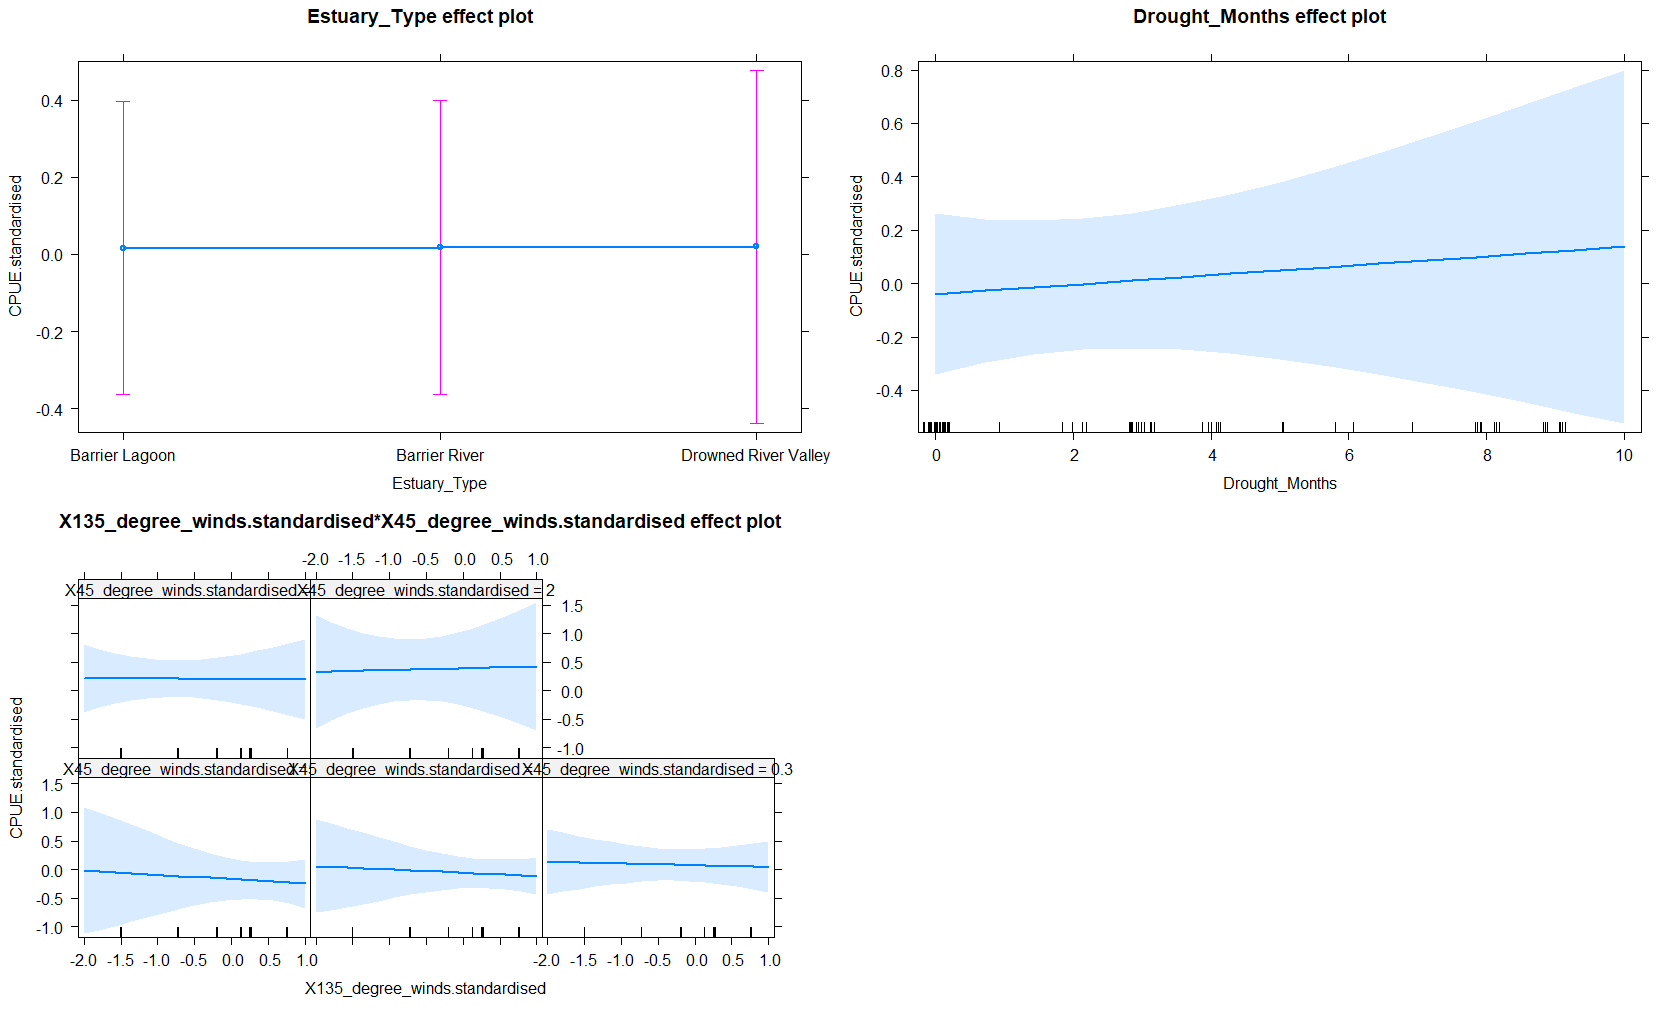 Estuary_Type effect plot
CPUE.standardised
0.4
0.2
0.0
-0.2
-0.4
Barrier Lagoon Barrier River Drowned River Valley
Estuary_Type
Drought_Months effect plot
CPUE.standardised
0.8
0.6
0.4
0.2
0.0
-0.2
-0.4
0 2 4 6 8 10
Drought_Months
X135_degree_winds.standardised*X45_degree_winds.standardised effect plot
-2.0 -1.5 -1.0 -0.5 0.0 0.5 1.0
X45_degree_winds.standardised = X45_degree_winds.standardised = 2
1.5
1.0
0.5
0.0
-0.5
-1.0
CPUE.standardised
X45_degree_winds.standardised = X45_degree_winds.standardised = X45_degree_winds.standardised = 0.3
1.5
1.0
0.5
0.0
-0.5
-1.0
-2.0 -1.5 -1.0 -0.5 0.0 0.5 1.0 -2.0 -1.5 -1.0 -0.5 0.0 0.5 1.0
X135_degree_winds.standardised